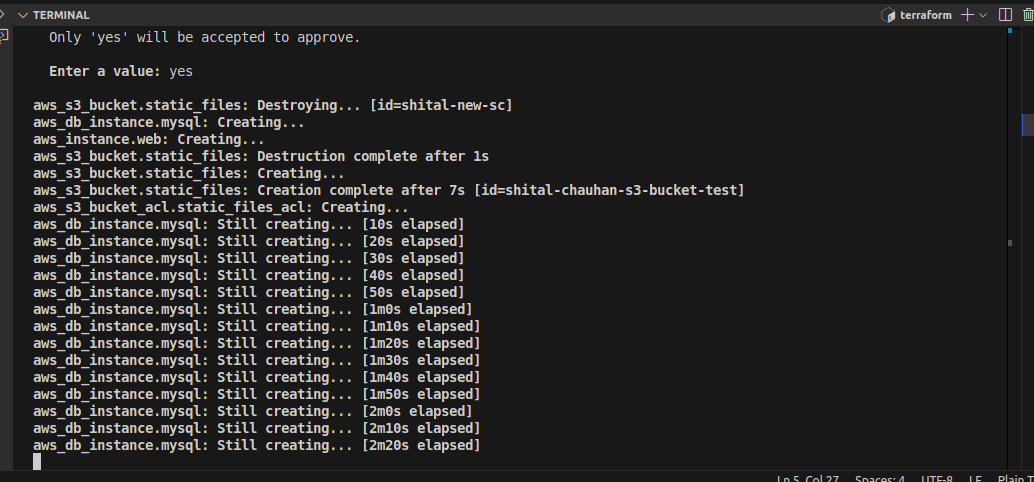 TERMINAL
terraform
Only 'yes' will be accepted to approve.
Enter a value: yes
aws_s3_bucket.static_files: Destroying... [id=shital-new-sc]
aws_db_instance.mysql: Creating...
aws_instance.web: Creating...
aws_s3_bucket.static_files: Destruction complete after 1s
aws_s3_bucket.static_files: Creating...
aws_s3_bucket.static_files: Creation complete after 7s [id=shital-chauhan-s3-bucket-test]
aws_s3_bucket_acl.static_files_acl: Creating...
aws_db_instance.mysql: Still creating... [10s elapsed]
aws_db_instance.mysql: Still creating... [20s elapsed]
aws_db_instance.mysql: Still creating... [30s elapsed]
aws_db_instance.mysql: Still creating... [40s elapsed]
aws_db_instance.mysql: Still creating... [50s elapsed]
aws_db_instance.mysql: Still creating... [1m0s elapsed]
aws_db_instance.mysql: Still creating... [1m10s elapsed]
aws_db_instance.mysql: Still creating... [1m20s elapsed]
aws_db_instance.mysql: Still creating... [1m30s elapsed]
aws_db_instance.mysql: Still creating... [1m40s elapsed]
aws_db_instance.mysql: Still creating... [1m50s elapsed]
aws_db_instance.mysql: Still creating... [2m0s elapsed]
aws_db_instance.mysql: Still creating... [2m10s elapsed]
aws_db_instance.mysql: Still creating... [2m20s elapsed]
Ln 5, Col 27 Spaces: 4 UTF-8 LF Plain T